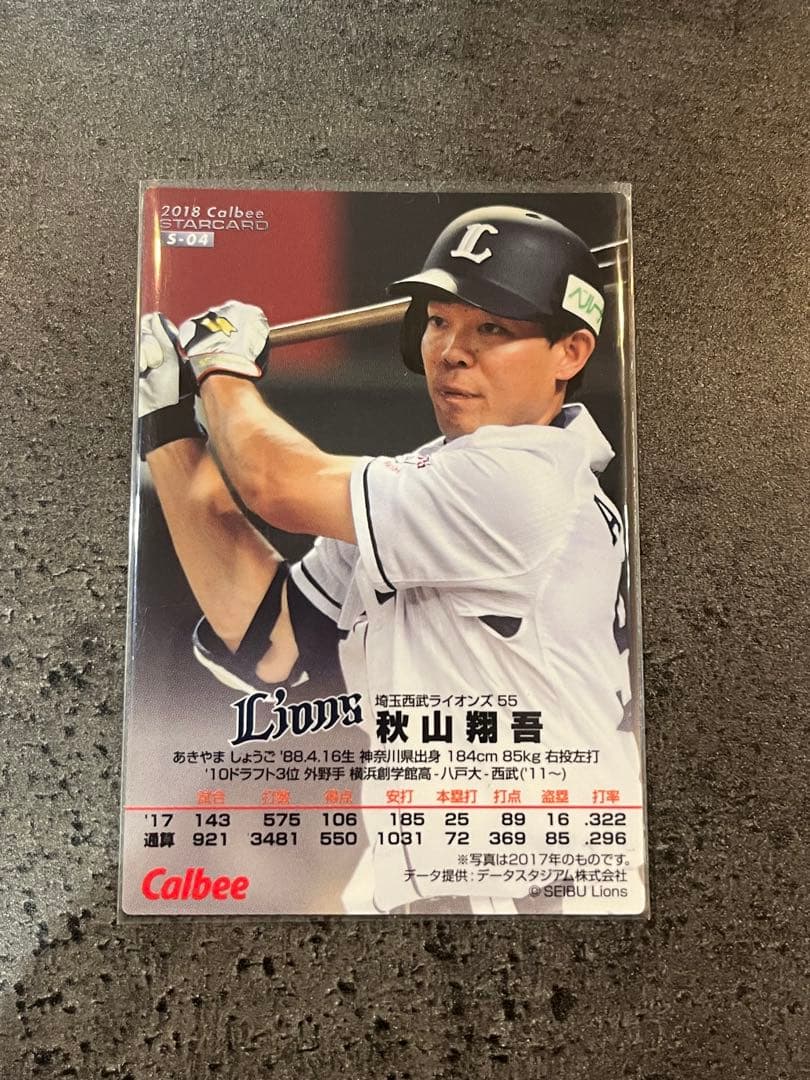 2018 Calbee
STARCARD
S-04
L
ベルー
A
Lions
埼玉西武ライオンズ 55
秋山翔吾
あきやま しょうご '88.4.16生 神奈川県出身 184cm 85kg 右投左打
'10ドラフト3位 外野手 横浜創学館高-八戸大-西武('11～)
試合 打数 得点 安打 本塁打 打点 盗塁 打率
'17 143 575 106 185 25 89 16 .322
通算 921 3481 550 1031 72 369 85 .296
※写真は2017年のものです。
データ提供:データスタジアム株式会社
Calbee
© SEIBU Lions